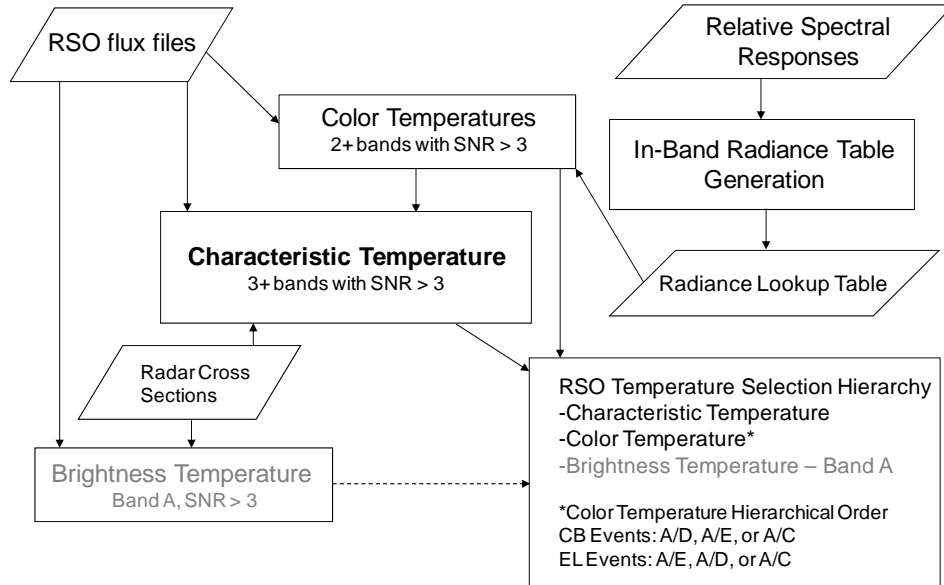 RSO flux files
Relative Spectral
Responses
Color Temperatures
2+ bands with SNR > 3
In-Band Radiance Table
Generation
Characteristic Temperature
3+ bands with SNR > 3
Radiance Lookup Table
Radar Cross
Sections
RSO Temperature Selection Hierarchy
-Characteristic Temperature
-Color Temperature*
-Brightness Temperature – Band A
*Color Temperature Hierarchical Order
CB Events: A/D, A/E, or A/C
EL Events: A/E, A/D, or A/C
Brightness Temperature
Band A, SNR > 3